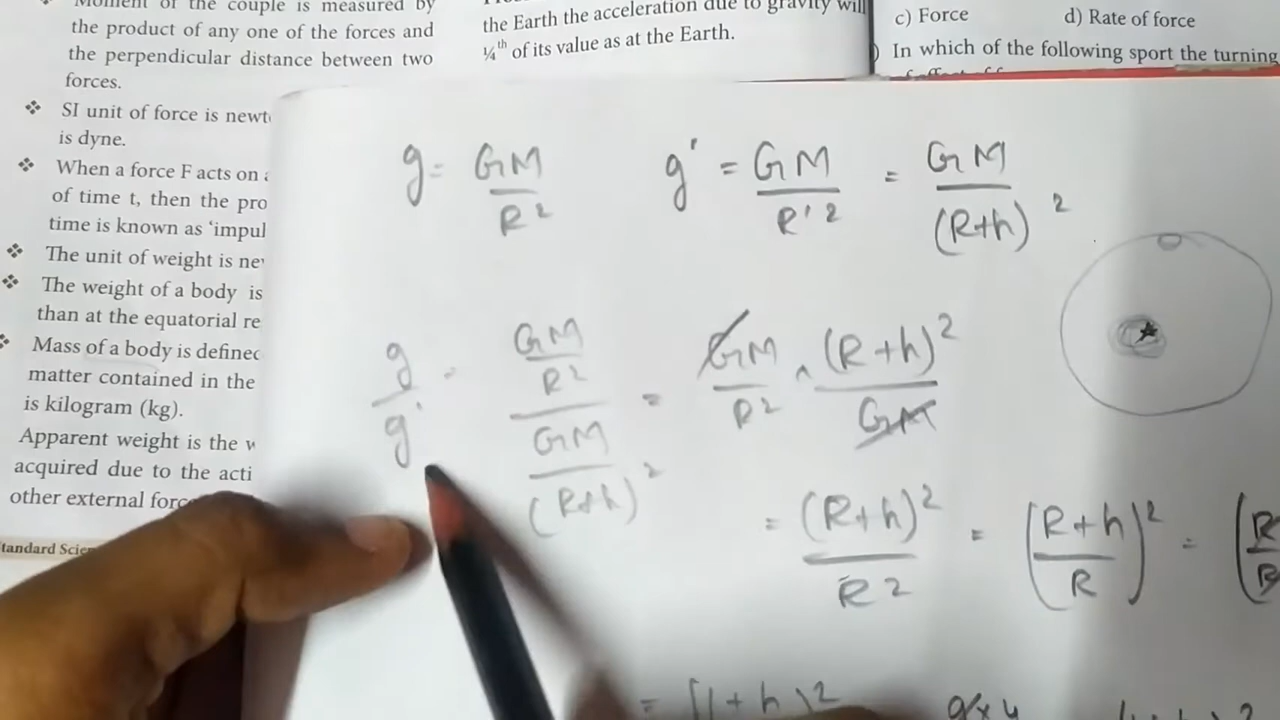 Moment of the couple is measured by
the product of any one of the forces and
the perpendicular distance between two
forces.
❖ SI unit of force is newt
is dyne.
❖ When a force F acts on
of time t, then the pro
time is known as ‘impul
❖ The unit of weight is ne
❖ The weight of a body is
than at the equatorial re
❖ Mass of a body is define
matter contained in the
is kilogram (kg).
Apparent weight is the w
acquired due to the acti
other external forc
tandard Scie
the Earth the acceleration due to gravity will
¼th of its value as at the Earth.
c) Force d) Rate of force
In which of the following sport the turning
g = GM/R² g' = GM/R'² = GM/(R+h)²
g/g' = (GM/R²)/(GM/(R+h)²) = GM/R² × (R+h)²/GM
= (R+h)²/R² = ((R+h)/R)² = (R/R
= (1+h)2 g×4